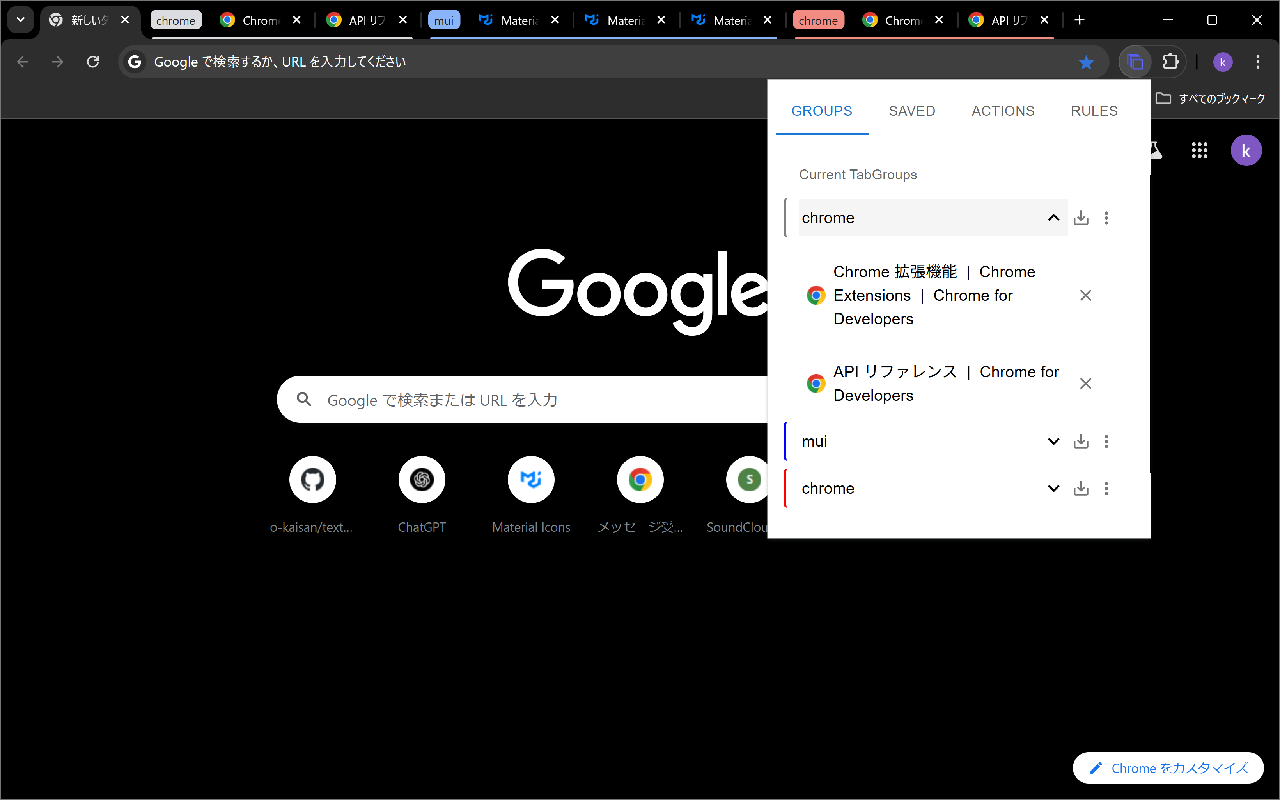 新しいタ
chrome
Chrome
API リフ
mui
Materia
Materia
Materia
chrome
Chrome
API リフ
Google で検索するか、URL を入力してください
k
すべてのブックマーク
GROUPS SAVED ACTIONS RULES
k
Current TabGroups
chrome
Chrome 拡張機能 | Chrome
Extensions | Chrome for
Developers
API リファレンス | Chrome for
Developers
mui
chrome
Google
Google で検索または URL を入力
S
o-kaisan/text...
ChatGPT
Material Icons
メッセージ受...
SoundClou
Chrome をカスタマイズ